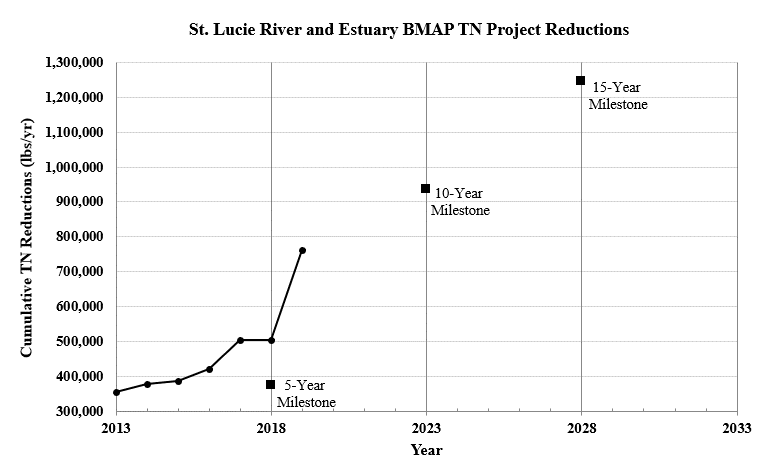 St. Lucie River and Estuary BMAP TN Project Reductions
Cumulative TN Reductions (lbs/yr)
1,300,000
1,200,000
1,100,000
1,000,000
900,000
800,000
700,000
600,000
500,000
400,000
300,000
15-Year
Milestone
10-Year
Milestone
5-Year
Milestone
2013
2018
2023
2028
2033
Year